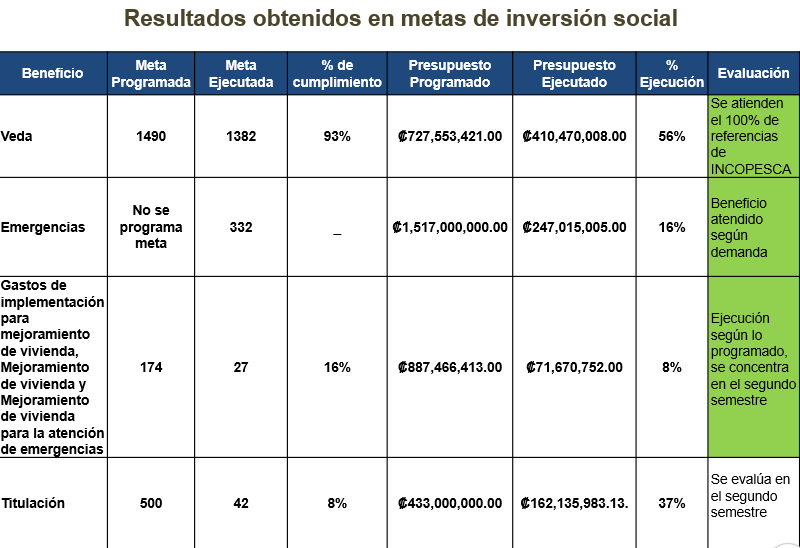 Resultados obtenidos en metas de inversión social
Beneficio
Meta
Programada
Meta
Ejecutada
% de
cumplimiento
Presupuesto
Programado
Presupuesto
Ejecutado
%
Ejecución
Evaluación
Veda
1490
1382
93%
₡727,553,421.00
₡410,470,008.00
56%
Se atienden
el 100% de
referencias
de
INCOPESCA
Emergencias
No se
programa
meta
332
_
₡1,517,000,000.00
₡247,015,005.00
16%
Beneficio
atendido
según
demanda
Gastos de
implementación
para
mejoramiento
de vivienda,
Mejoramiento
de vivienda y
Mejoramiento
de vivienda
para la atención
de emergencias
174
27
16%
₡887,466,413.00
₡71,670,752.00
8%
Ejecución
según lo
programado,
se concentra
en el segundo
semestre
Titulación
500
42
8%
₡433,000,000.00
₡162,135,983.13.
37%
Se evalúa en
el segundo
semestre